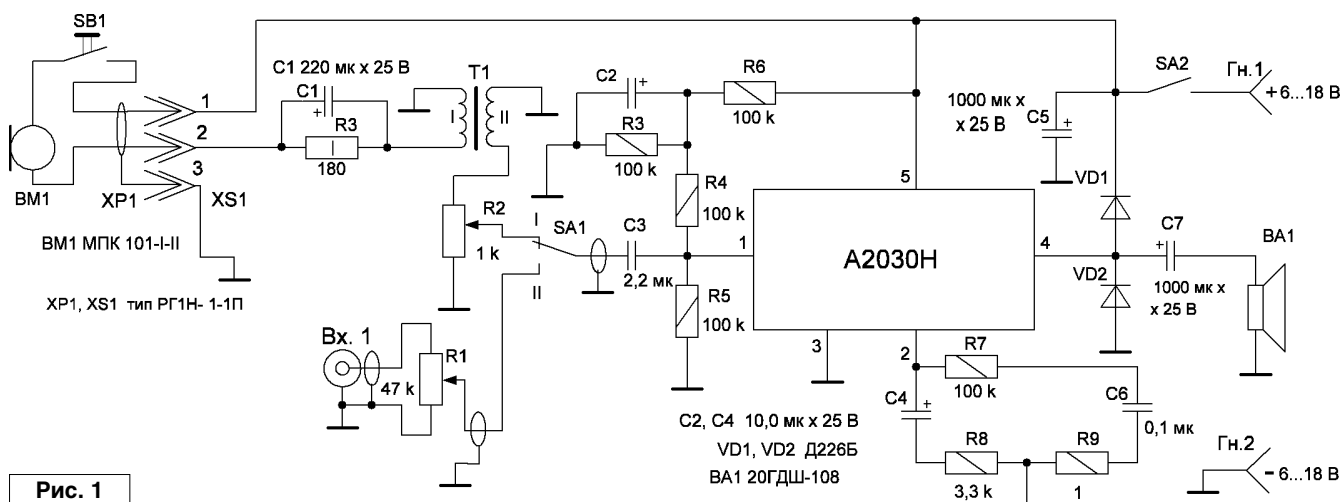 SB1
C1 220 мк x 25 В
C1
+
R3
180
T1
I
II
C2
+
R3
100 k
R6
100 k
1000 мк x
x 25 В
C5
+
SA2
Гн.1
+6...18 В
1
2
3
BM1
XP1
XS1
ВМ1 МПК 101-I-II
XP1, XS1 тип РГ1Н- 1-1П
R2
1 k
I
SA1
II
C3
2,2 мк
R4
100 k
R5
100 k
5
1
A2030H
4
3
2
VD1
VD2
C7
+
1000 мк x
x 25 В
BA1
Вх. 1
R1
47 k
R7
100 k
C4
+
C6
0,1 мк
R8
3,3 k
R9
1
C2, C4 10,0 мк x 25 В
VD1, VD2 Д226Б
ВА1 20ГДШ-108
Гн.2
– 6...18 В
Рис. 1